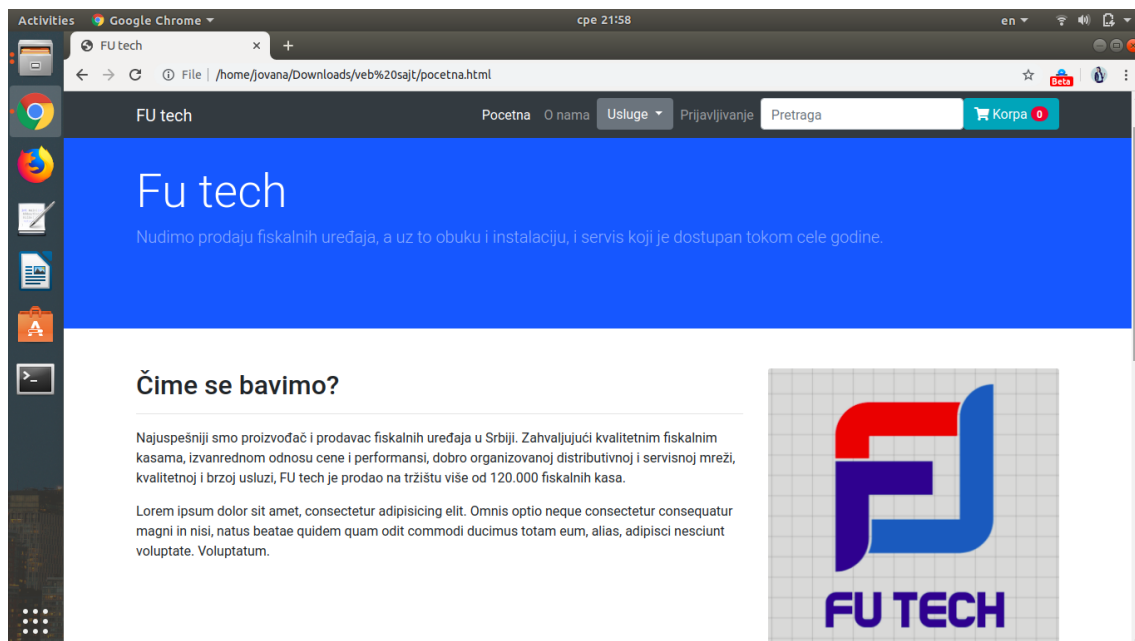 Activities Google Chrome cpe 21:58 en
FU tech
File /home/jovana/Downloads/veb%20sajt/pocetna.html
Beta
FU tech Pocetna O nama Usluge Prijavljivanje Pretraga Korpa 0
Fu tech
Nudimo prodaju fiskalnih uređaja, a uz to obuku i instalaciju, i servis koji je dostupan tokom cele godine.
Čime se bavimo?
Najuspešniji smo proizvođač i prodavac fiskalnih uređaja u Srbiji. Zahvaljujući kvalitetnim fiskalnim
kasama, izvanrednom odnosu cene i performansi, dobro organizovanoj distributivnoj i servisnoj mreži,
kvalitetnoj i brzoj usluzi, FU tech je prodao na tržištu više od 120.000 fiskalnih kasa.
Lorem ipsum dolor sit amet, consectetur adipisicing elit. Omnis optio neque consectetur consequatur
magni in nisi, natus beatae quidem quam odit commodi ducimus totam eum, alias, adipisci nesciunt
voluptate. Voluptatum.
FU TECH